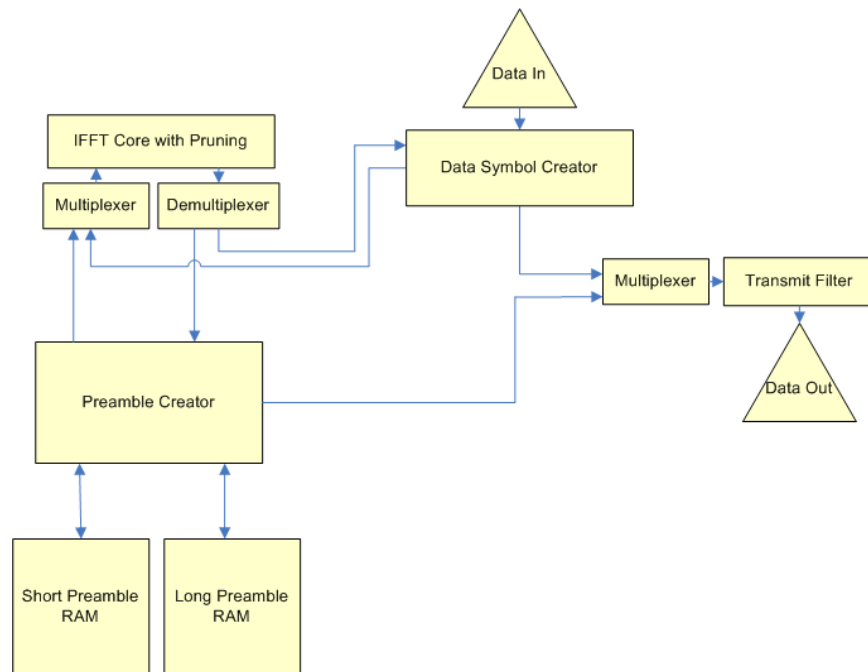 Data In
IFFT Core with Pruning
Data Symbol Creator
Multiplexer
Demultiplexer
Multiplexer
Transmit Filter
Preamble Creator
Data Out
Short Preamble
RAM
Long Preamble
RAM